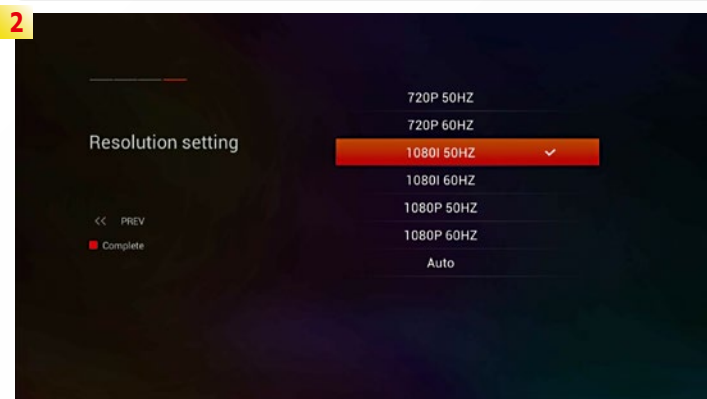 2
Resolution setting
<< PREV
Complete
720P 50HZ
720P 60HZ
1080I 50HZ
1080I 60HZ
1080P 50HZ
1080P 60HZ
Auto